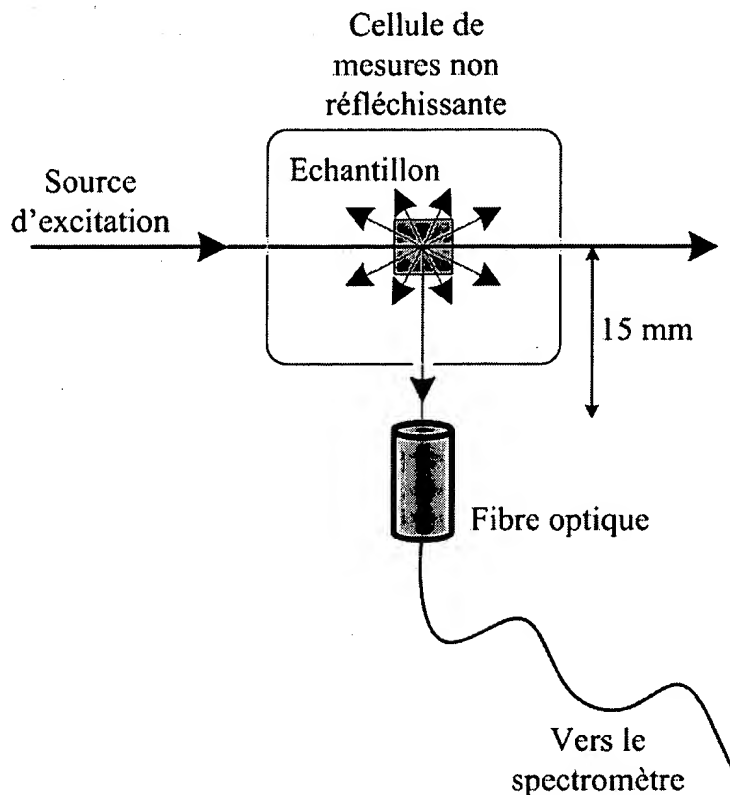 Cellule de
mesures non
réfléchissante
Echantillon
Source
d'excitation
15 mm
Fibre optique
Vers le
spectromètre